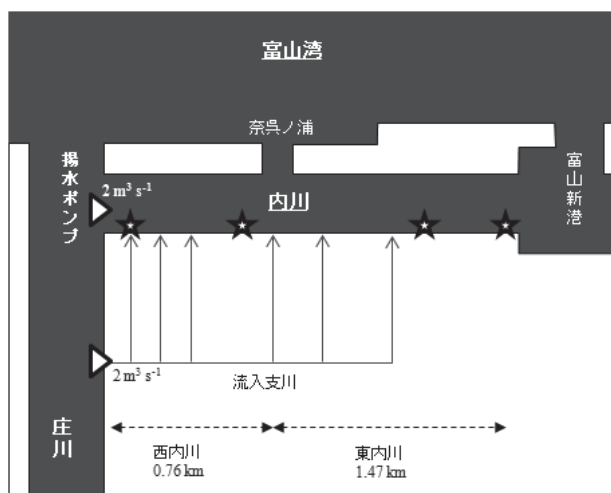 富山湾
奈呉ノ浦
揚水ポンプ
富山新港
2 m³ s⁻¹
内川
2 m³ s⁻¹
流入支川
庄川
西内川
0.76 km
東内川
1.47 km